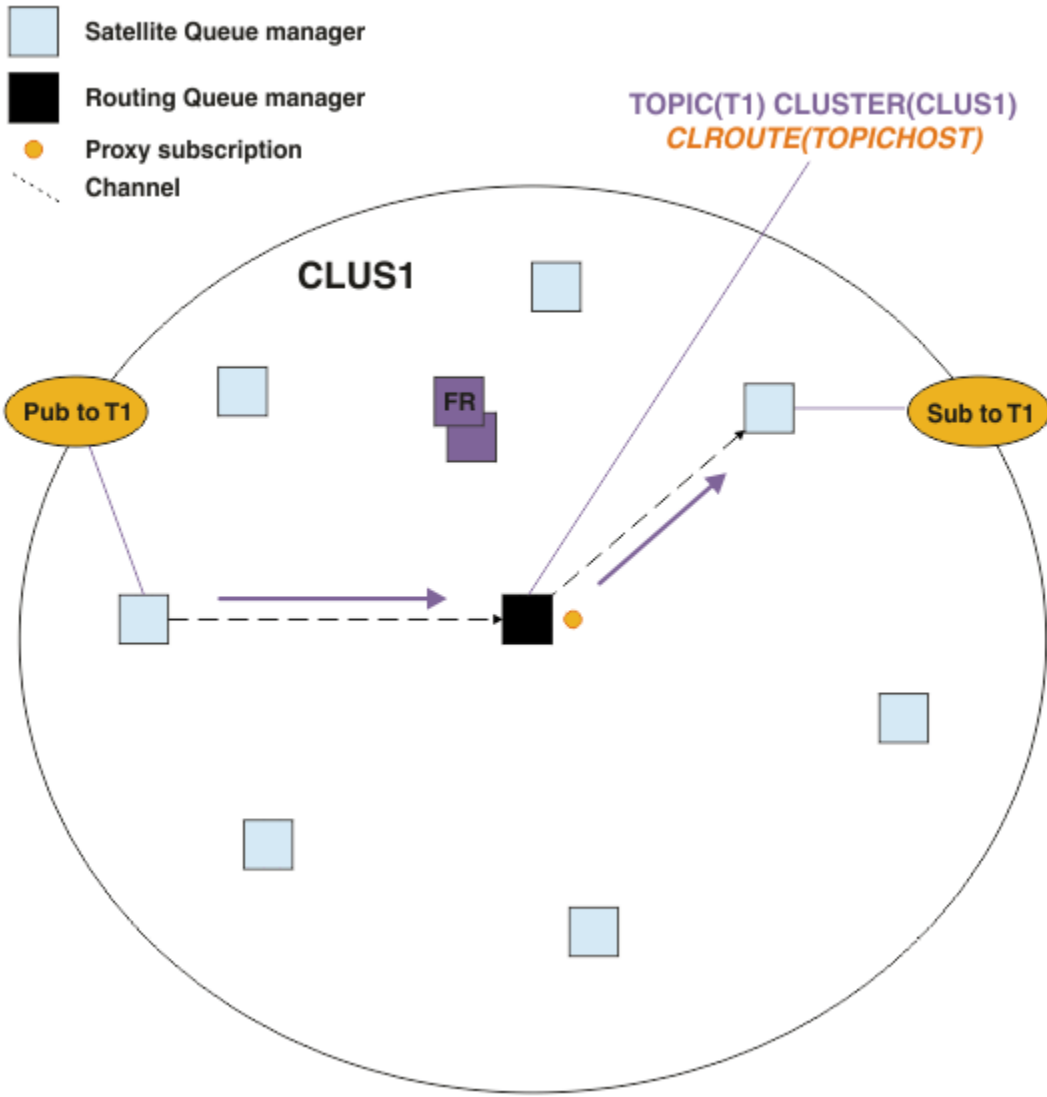 Satellite Queue manager
Routing Queue manager
Proxy subscription
Channel
TOPIC(T1) CLUSTER(CLUS1)
CLROUTE(TOPICHOST)
CLUS1
FR
Pub to T1
Sub to T1